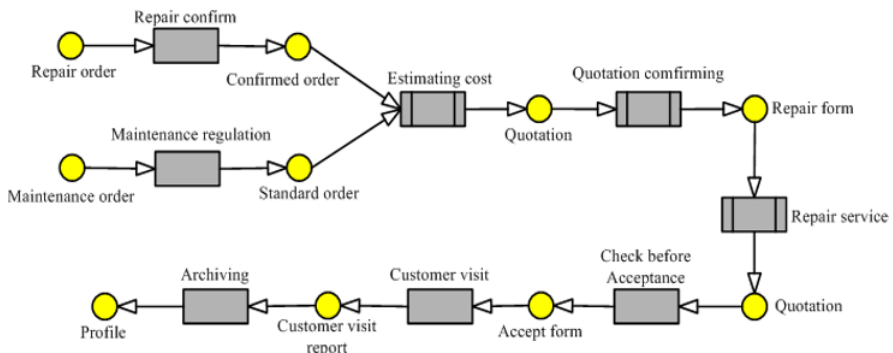 Repair confirm
Repair order
Confirmed order
Estimating cost
Quotation comfirming
Maintenance regulation
Quotation
Repair form
Maintenance order
Standard order
Repair service
Archiving
Customer visit
Check before
Acceptance
Profile
Customer visit
report
Accept form
Quotation